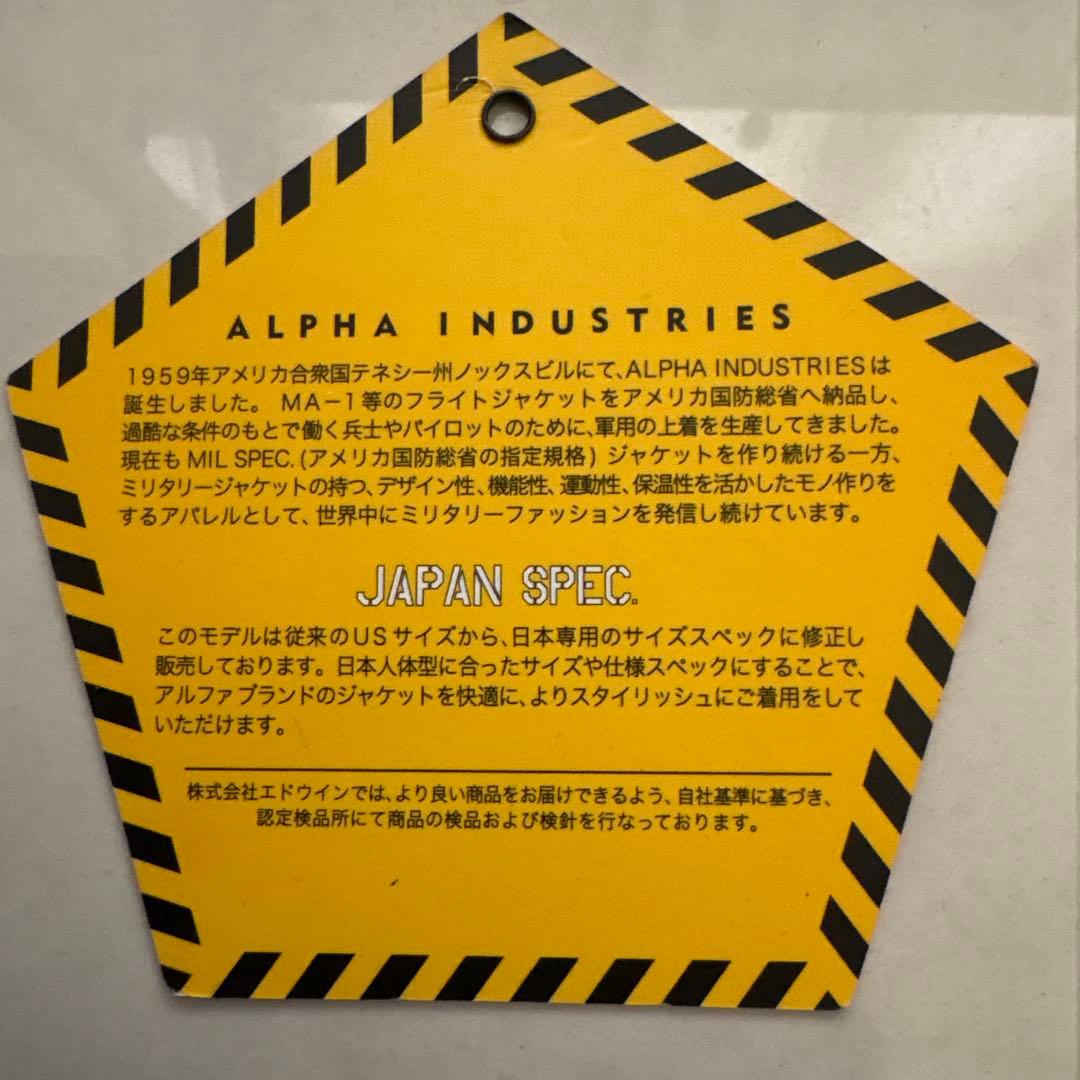 ALPHA INDUSTRIES
1959年アメリカ合衆国テネシー州ノックスビルにて、ALPHA INDUSTRIESは
誕生しました。 MA-1等のフライトジャケットをアメリカ国防総省へ納品し、
過酷な条件のもとで働く兵士やパイロットのために、軍用の上着を生産してきました。
現在も MIL SPEC. (アメリカ国防総省の指定規格) ジャケットを作り続ける一方、
ミリタリージャケットの持つ、デザイン性、機能性、運動性、保温性を活かしたモノ作りを
するアパレルとして、世界中にミリタリーファッションを発信し続けています。
JAPAN SPEC.
このモデルは従来のUSサイズから、日本専用のサイズスペックに修正し
販売しております。日本人体型に合ったサイズや仕様スペックにすることで、
アルファブランドのジャケットを快適に、よりスタイリッシュにご着用をして
いただけます。
株式会社エドウインでは、より良い商品をお届けできるよう、自社基準に基づき、
認定検品所にて商品の検品および検針を行なっております。